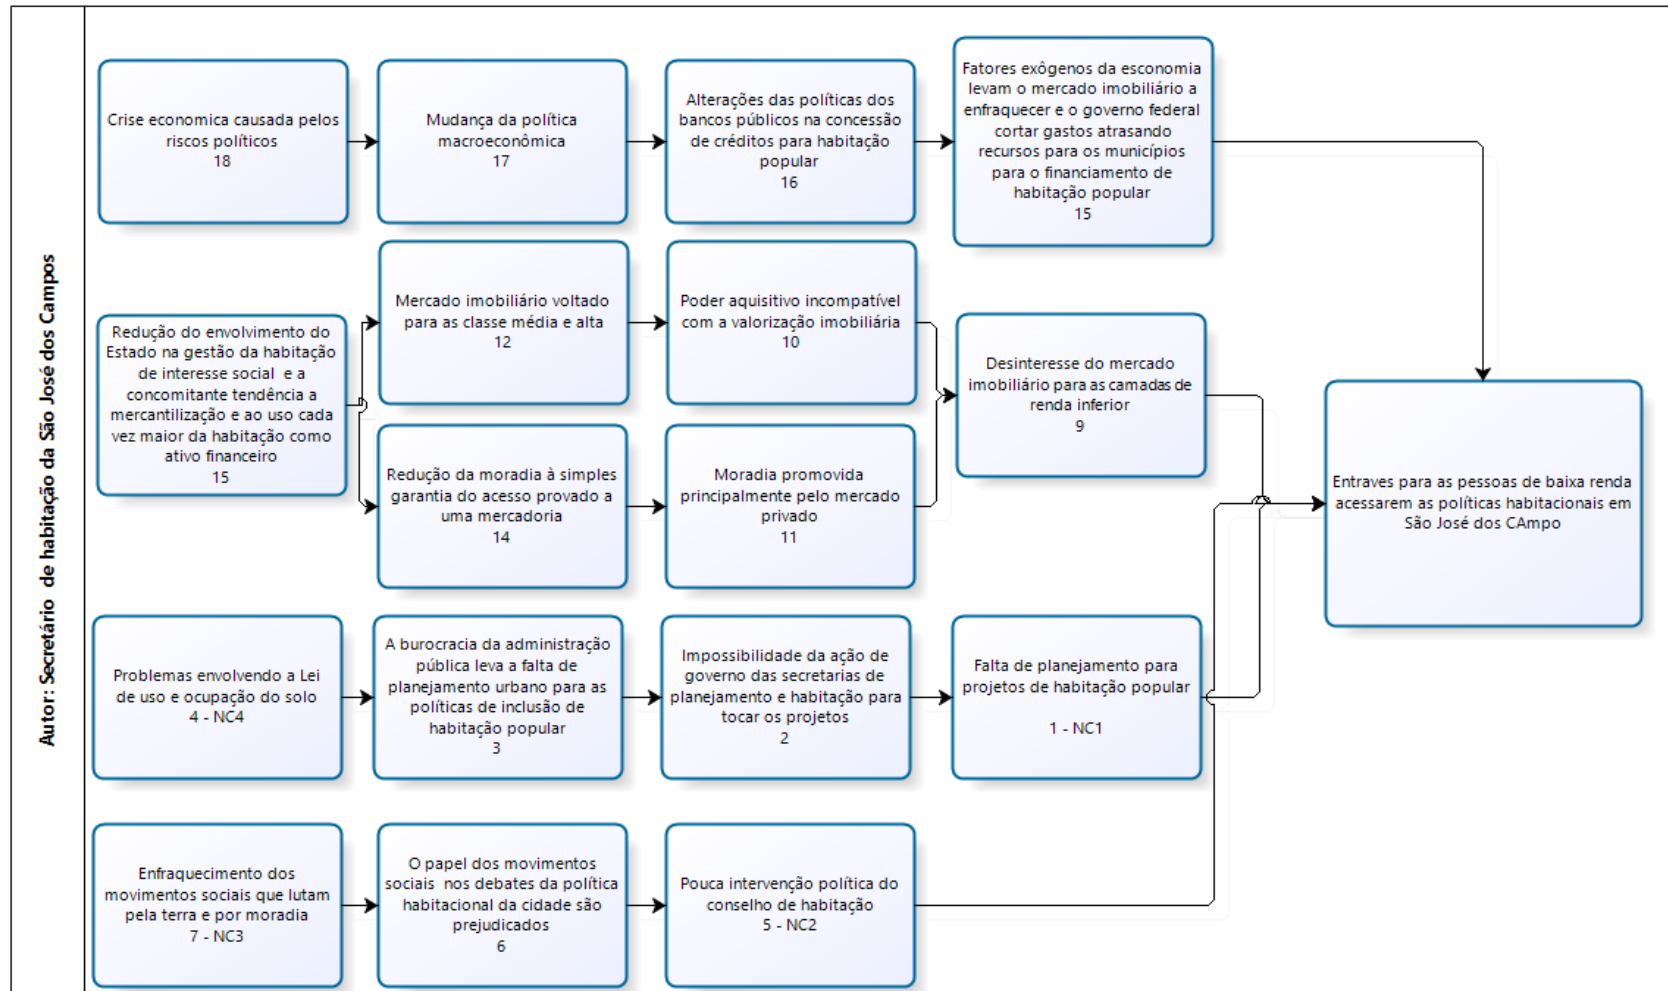 Autor: Secretário de habitação da São José dos Campos
Crise economica causada pelos
riscos políticos
18
Mudança da política
macroeconômica
17
Alterações das políticas dos
bancos públicos na concessão
de créditos para habitação
popular
16
Fatores exôgenos da esconomia
levam o mercado imobiliário a
enfraquecer e o governo federal
cortar gastos atrasando
recursos para os municípios
para o financiamento de
habitação popular
15
Redução do envolvimento do
Estado na gestão da habitação
de interesse social e a
concomitante tendência a
mercantilização e ao uso cada
vez maior da habitação como
ativo financeiro
15
Mercado imobiliário voltado
para as classe média e alta
12
Poder aquisitivo incompatível
com a valorização imobiliária
10
Redução da moradia à simples
garantia do acesso provado a
uma mercadoria
14
Moradia promovida
principalmente pelo mercado
privado
11
Desinteresse do mercado
imobiliário para as camadas de
renda inferior
9
Entraves para as pessoas de baixa renda
acessarem as políticas habitacionais em
São José dos CAmpo
Problemas envolvendo a Lei
de uso e ocupação do solo
4 - NC4
A burocracia da administração
pública leva a falta de
planejamento urbano para as
políticas de inclusão de
habitação popular
3
Impossibilidade da ação de
governo das secretarias de
planejamento e habitação para
tocar os projetos
2
Falta de planejamento para
projetos de habitação popular
1 - NC1
Enfraquecimento dos
movimentos sociais que lutam
pela terra e por moradia
7 - NC3
O papel dos movimentos
sociais nos debates da política
habitacional da cidade são
prejudicados
6
Pouca intervenção política do
conselho de habitação
5 - NC2